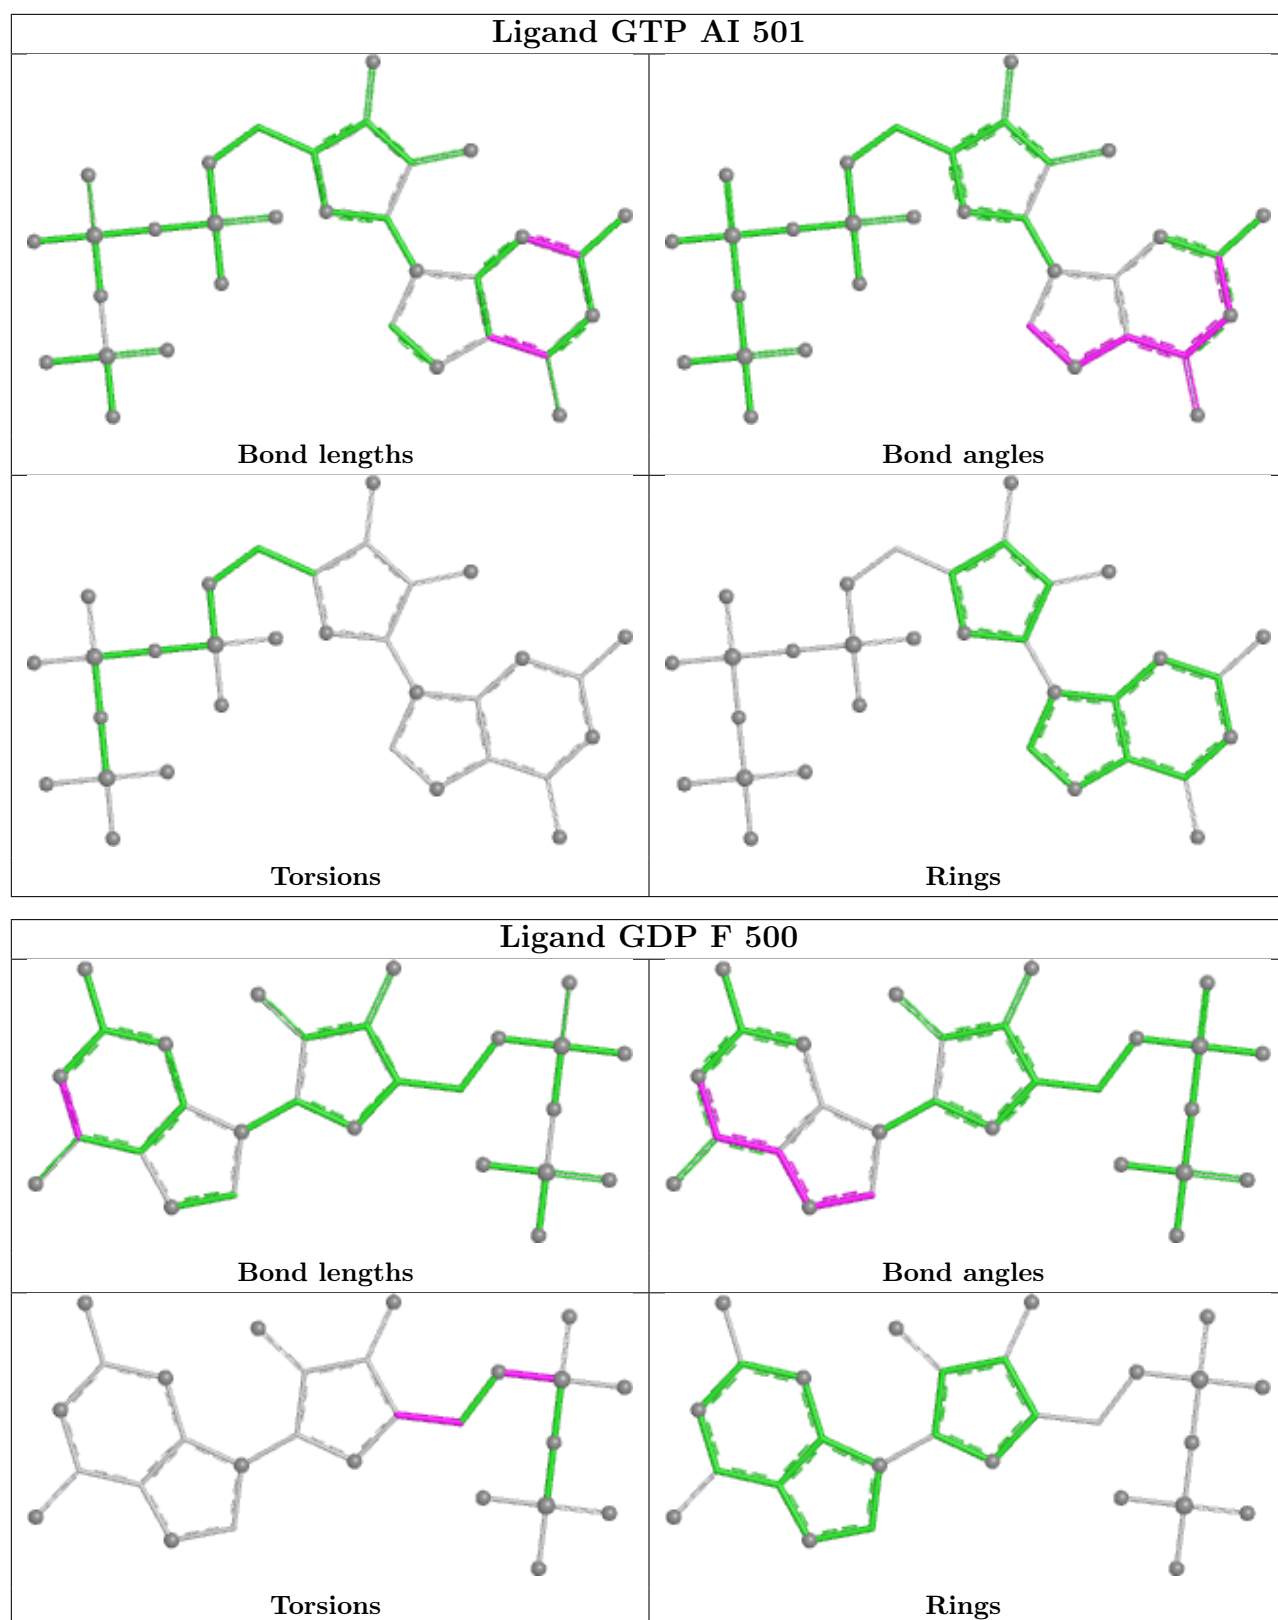 Ligand GTP AI 501
Bond lengths
Bond angles
Torsions
Rings
Ligand GDP F 500
Bond lengths
Bond angles
Torsions
Rings